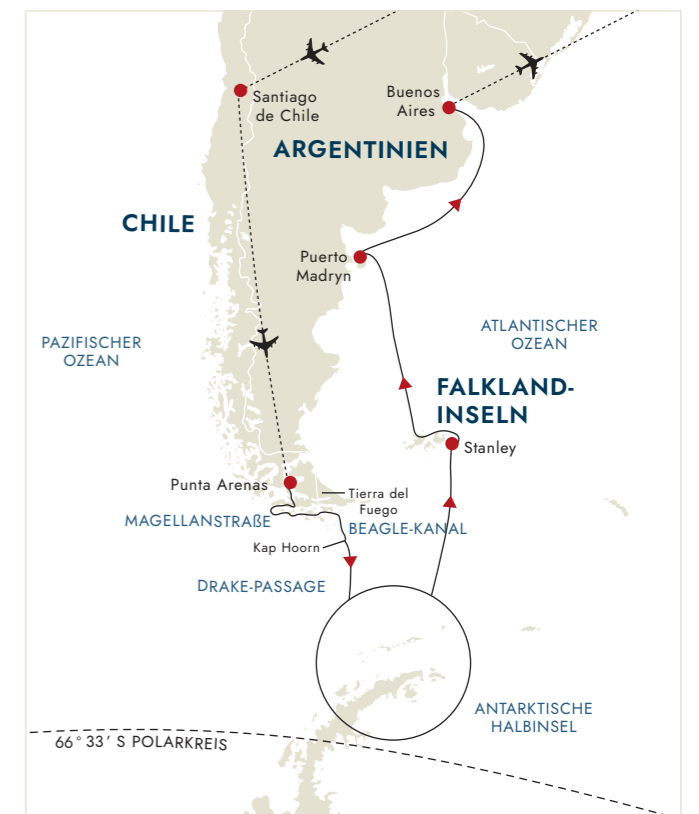 Santiago
de Chile
Buenos
Aires
ARGENTINIEN
CHILE
Puerto
Madryn
PAZIFISCHER
OZEAN
ATLANTISCHER
OZEAN
FALKLAND-
INSELN
Stanley
Punta Arenas
Tierra del
Fuego
MAGELLANSTRAßE
BEAGLE-KANAL
Kap Hoorn
DRAKE-PASSAGE
ANTARKTISCHE
HALBINSEL
66° 33’ S POLARKREIS